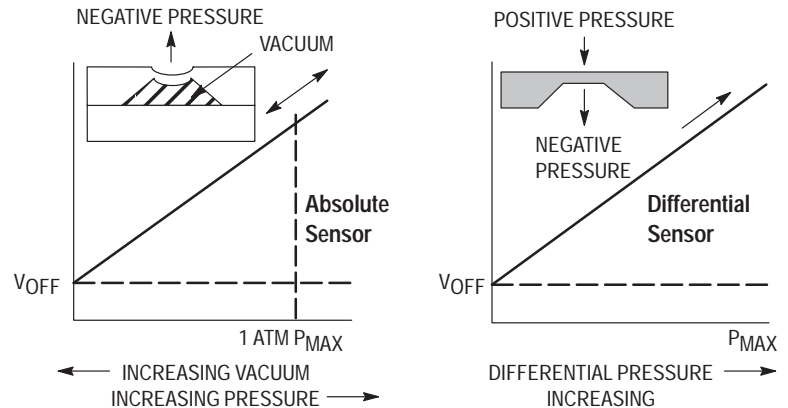 NEGATIVE PRESSURE
VACUUM
Absolute
Sensor
VOFF
1 ATM PMAX
INCREASING VACUUM
INCREASING PRESSURE
POSITIVE PRESSURE
NEGATIVE
PRESSURE
Differential
Sensor
VOFF
PMAX
DIFFERENTIAL PRESSURE
INCREASING